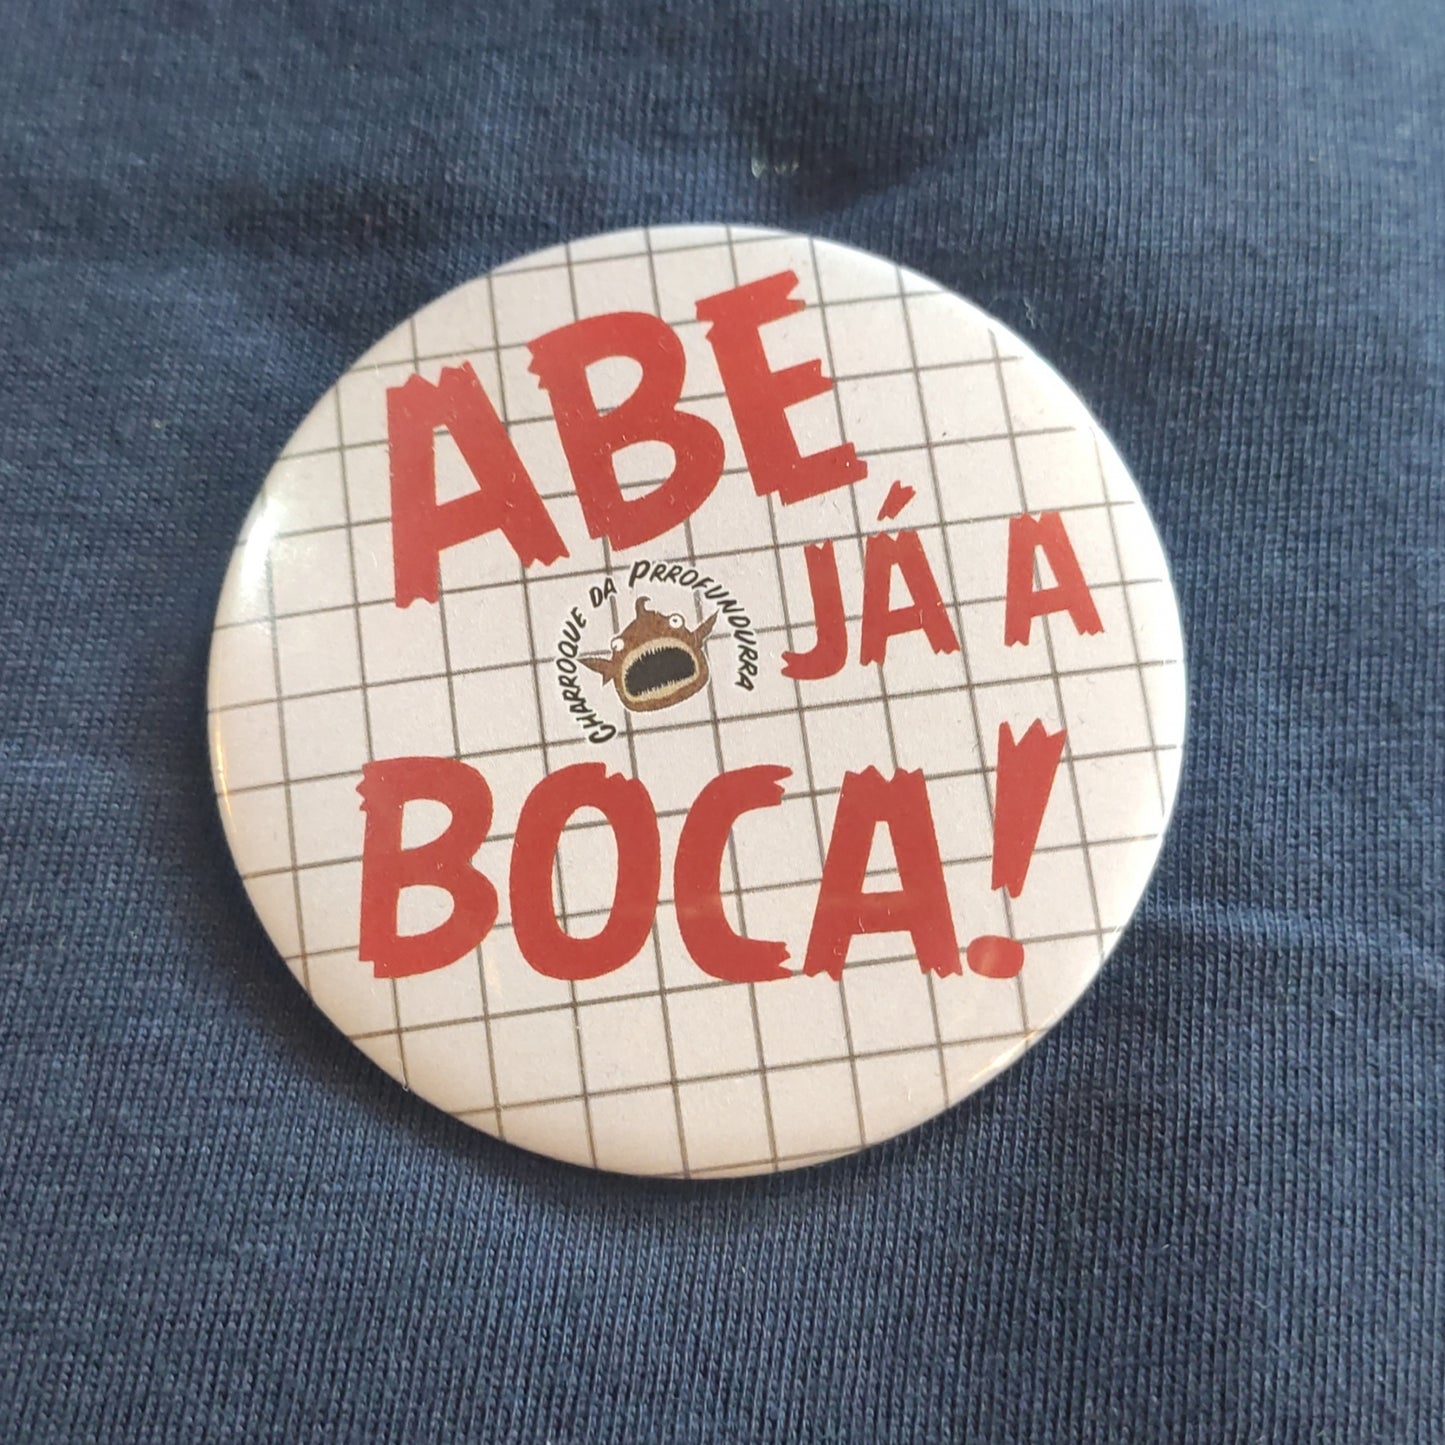 ABE
JÁ A
CHARROQUE DA PRROFUNDURRA
BOCA!